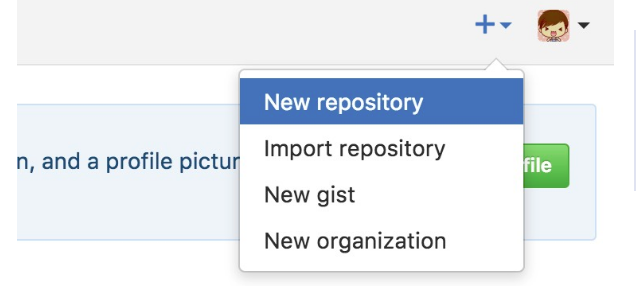 New repository
n, and a profile pictur
Import repository
file
New gist
New organization